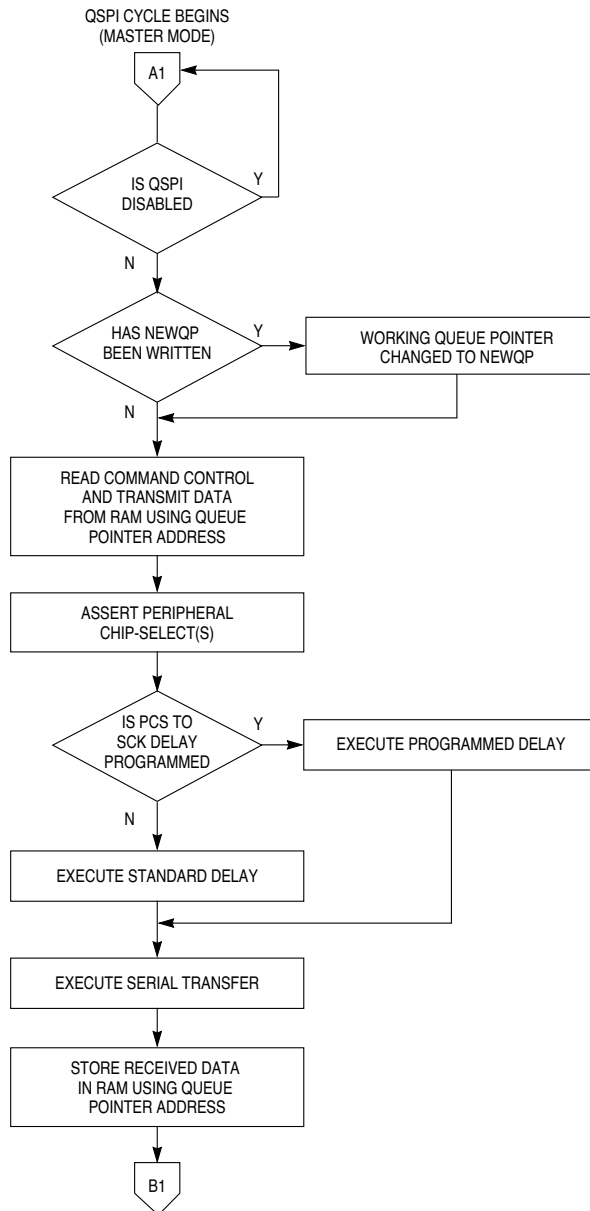 QSPI CYCLE BEGINS
(MASTER MODE)
A1
IS QSPI
DISABLED
Y
N
HAS NEWQP
BEEN WRITTEN
Y
WORKING QUEUE POINTER
CHANGED TO NEWQP
N
READ COMMAND CONTROL
AND TRANSMIT DATA
FROM RAM USING QUEUE
POINTER ADDRESS
ASSERT PERIPHERAL
CHIP-SELECT(S)
IS PCS TO
SCK DELAY
PROGRAMMED
Y
EXECUTE PROGRAMMED DELAY
N
EXECUTE STANDARD DELAY
EXECUTE SERIAL TRANSFER
STORE RECEIVED DATA
IN RAM USING QUEUE
POINTER ADDRESS
B1